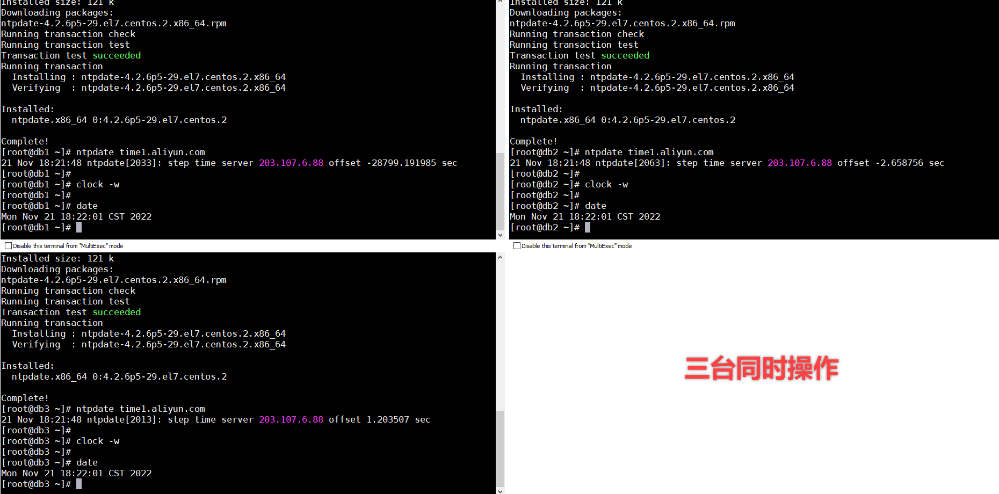 Installed size: 121 k
Downloading packages:
ntpdate-4.2.6p5-29.el7.centos.2.x86_64.rpm
Running transaction check
Running transaction test
Transaction test succeeded
Running transaction
  Installing : ntpdate-4.2.6p5-29.el7.centos.2.x86_64
  Verifying  : ntpdate-4.2.6p5-29.el7.centos.2.x86_64
Installed:
  ntpdate.x86_64 0:4.2.6p5-29.el7.centos.2
Complete!
[root@db1 ~]# ntpdate time1.aliyun.com
21 Nov 18:21:48 ntpdate[2033]: step time server 203.107.6.88 offset -28799.191985 sec
[root@db1 ~]#
[root@db1 ~]# clock -w
[root@db1 ~]#
[root@db1 ~]# date
Mon Nov 21 18:22:01 CST 2022
[root@db1 ~]#
Disable this terminal from "MultiExec" mode
Installed size: 121 k
Downloading packages:
ntpdate-4.2.6p5-29.el7.centos.2.x86_64.rpm
Running transaction check
Running transaction test
Transaction test succeeded
Running transaction
  Installing : ntpdate-4.2.6p5-29.el7.centos.2.x86_64
  Verifying  : ntpdate-4.2.6p5-29.el7.centos.2.x86_64
Installed:
  ntpdate.x86_64 0:4.2.6p5-29.el7.centos.2
Complete!
[root@db2 ~]# ntpdate time1.aliyun.com
21 Nov 18:21:48 ntpdate[2063]: step time server 203.107.6.88 offset -2.658756 sec
[root@db2 ~]#
[root@db2 ~]# clock -w
[root@db2 ~]#
[root@db2 ~]# date
Mon Nov 21 18:22:01 CST 2022
[root@db2 ~]#
Disable this terminal from "MultiExec" mode
Installed size: 121 k
Downloading packages:
ntpdate-4.2.6p5-29.el7.centos.2.x86_64.rpm
Running transaction check
Running transaction test
Transaction test succeeded
Running transaction
  Installing : ntpdate-4.2.6p5-29.el7.centos.2.x86_64
  Verifying  : ntpdate-4.2.6p5-29.el7.centos.2.x86_64
Installed:
  ntpdate.x86_64 0:4.2.6p5-29.el7.centos.2
Complete!
[root@db3 ~]# ntpdate time1.aliyun.com
21 Nov 18:21:48 ntpdate[2013]: step time server 203.107.6.88 offset 1.203507 sec
[root@db3 ~]#
[root@db3 ~]# clock -w
[root@db3 ~]#
[root@db3 ~]# date
Mon Nov 21 18:22:01 CST 2022
[root@db3 ~]#
三台同时操作